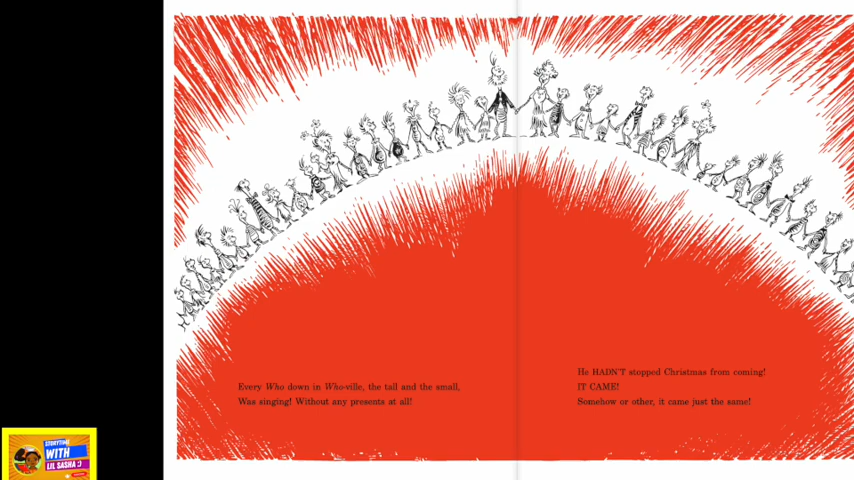 Every Who down in Who-ville, the tall and the small,
Was singing! Without any presents at all!
He HADN'T stopped Christmas from coming!
IT CAME!
Somehow or other, it came just the same!
STORYTIME
WITH
LIL SASHA :)